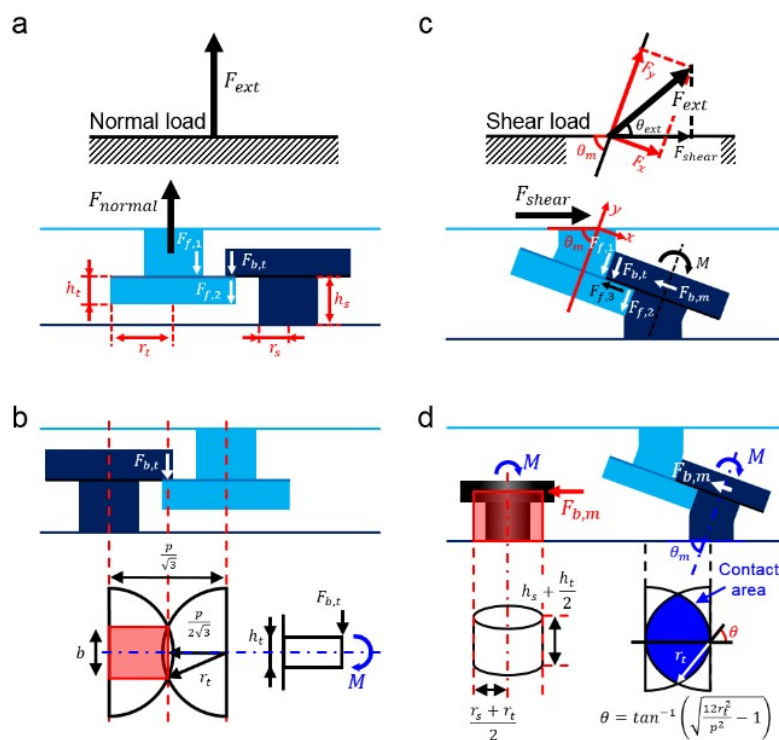 a
F_ext
Normal load
F_normal
F_f,1
F_b,t
F_f,2
h_t
h_s
r_t
r_s
c
F_y
F_ext
θ_ext
Shear load
θ_m
F_x
F_shear
F_shear
y
x
θ_m
F_f,1
F_b,t
M
F_b,m
F_f,3
F_f,2
b
F_b,t
p/√3
p/2√3
b
r_t
F_b,t
h_t
M
d
M
F_b,m
M
F_b,m
θ_m
Contact
area
h_s + h_t/2
r_s + r_t/2
θ
r_t
θ = tan⁻¹(√(12r_t²/p² − 1))